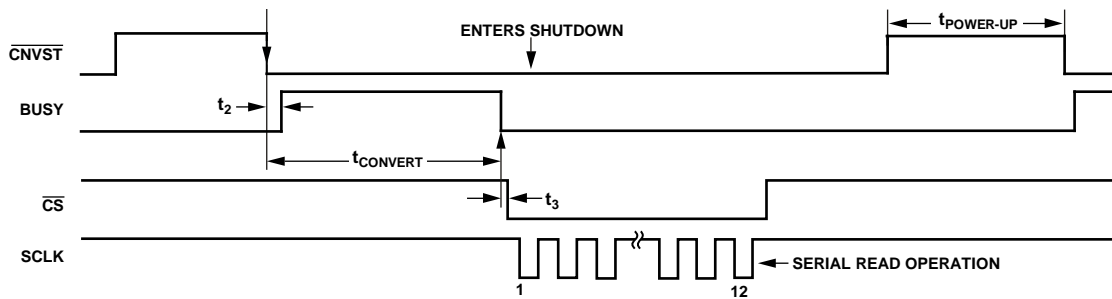 tPOWER-UP
ENTERS SHUTDOWN
CNVST
BUSY
t2
tCONVERT
CS
t3
SCLK
SERIAL READ OPERATION
1
12